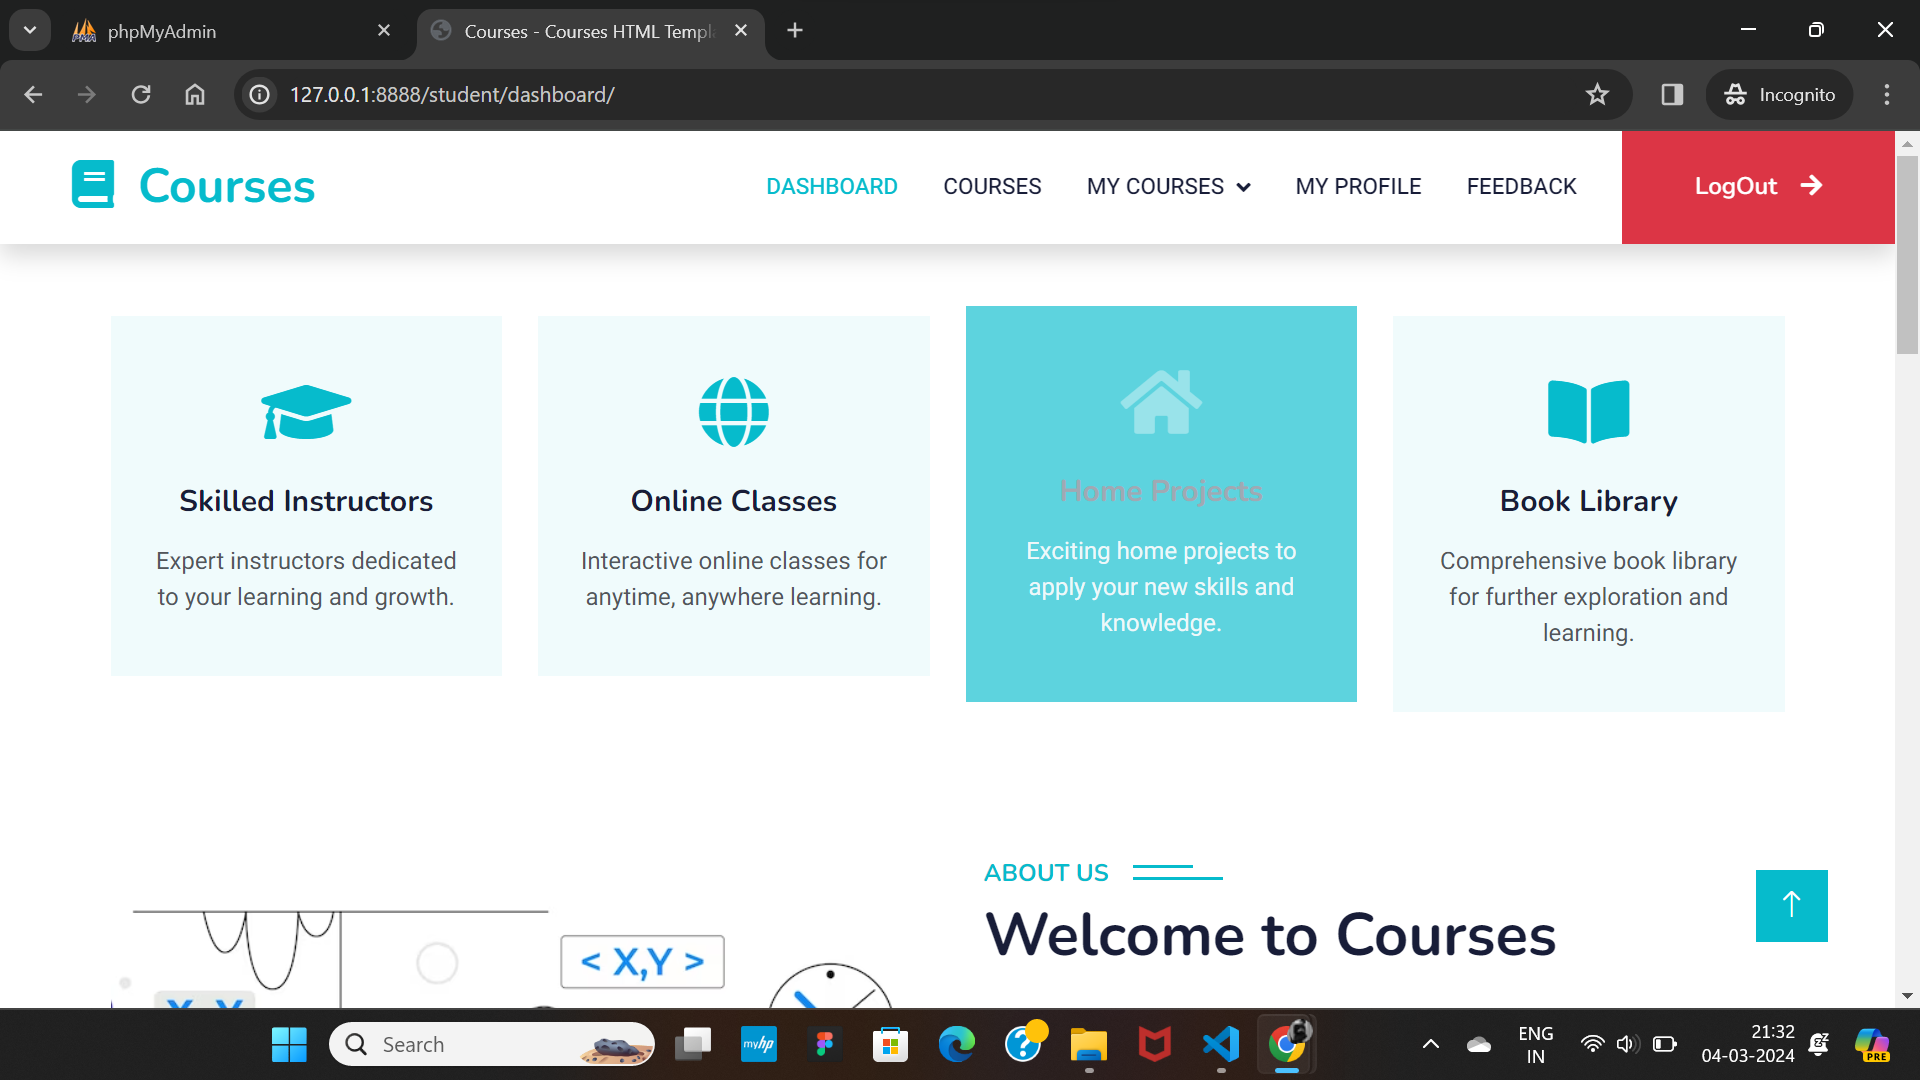 phpMyAdmin
Courses - Courses HTML Templa
127.0.0.1:8888/student/dashboard/
Incognito
Courses
DASHBOARD
COURSES
MY COURSES
MY PROFILE
FEEDBACK
LogOut
Skilled Instructors
Expert instructors dedicated
to your learning and growth.
Online Classes
Interactive online classes for
anytime, anywhere learning.
Home Projects
Exciting home projects to
apply your new skills and
knowledge.
Book Library
Comprehensive book library
for further exploration and
learning.
ABOUT US
Welcome to Courses
< X,Y >
X Y
Search
myhp
ENG
IN
21:32
04-03-2024
PRE